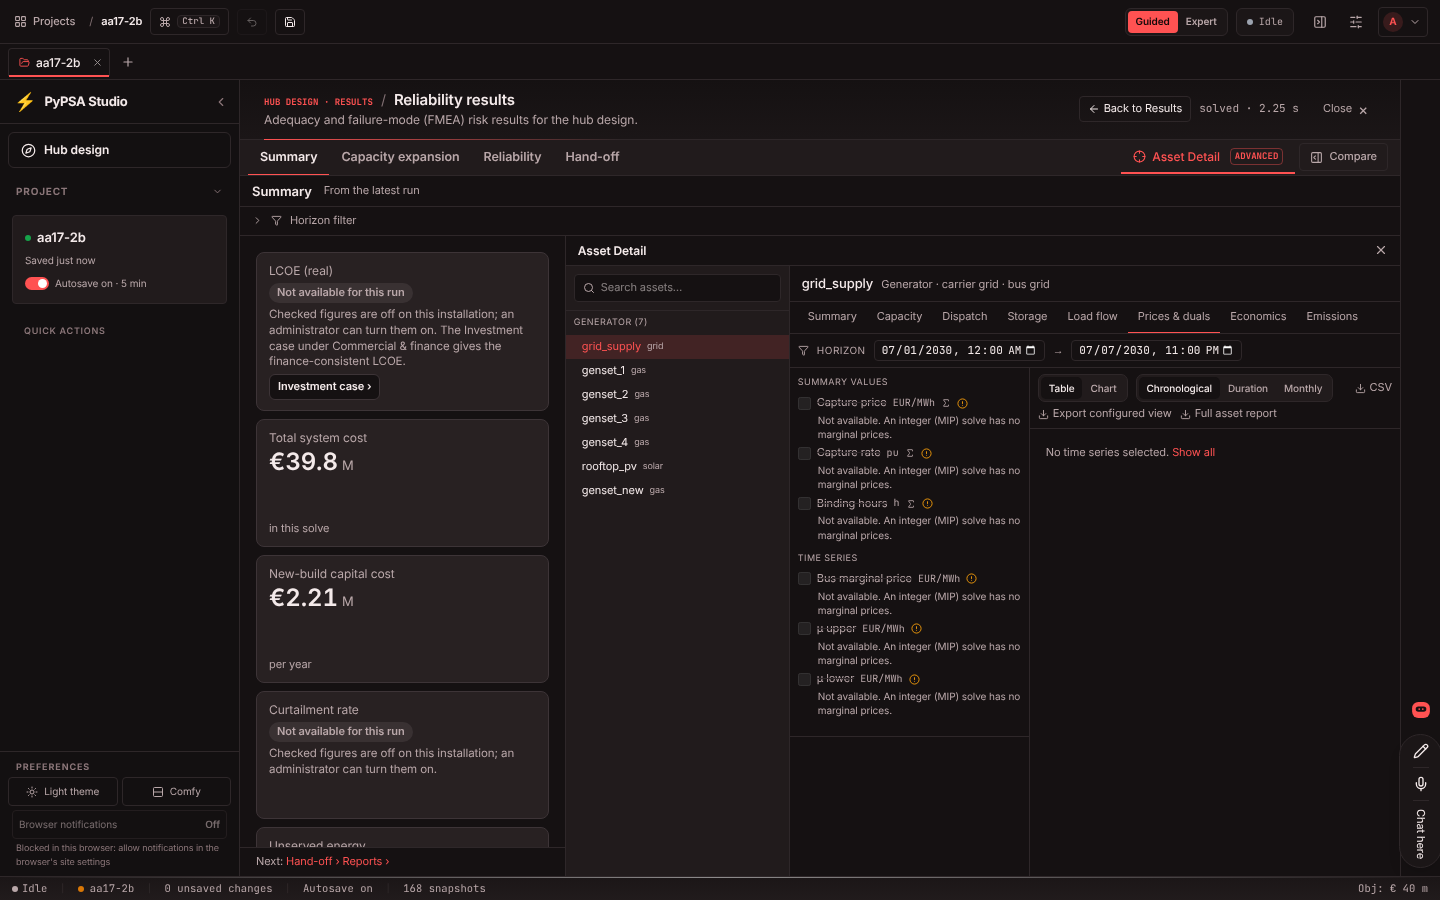 Projects / aa17-2b Ctrl K
Guided Expert Idle A
aa17-2b
PyPSA Studio
Hub design
PROJECT
aa17-2b
Saved just now
Autosave on · 5 min
QUICK ACTIONS
PREFERENCES
Light theme Comfy
Browser notifications Off
Blocked in this browser: allow notifications in the
browser's site settings
HUB DESIGN · RESULTS / Reliability results
Adequacy and failure-mode (FMEA) risk results for the hub design.
← Back to Results solved · 2.25 s Close ×
Summary Capacity expansion Reliability Hand-off
Asset Detail ADVANCED Compare
Summary From the latest run
Horizon filter
LCOE (real)
Not available for this run
Checked figures are off on this installation; an
administrator can turn them on. The Investment
case under Commercial & finance gives the
finance-consistent LCOE.
Investment case ›
Total system cost
€39.8 M
in this solve
New-build capital cost
€2.21 M
per year
Curtailment rate
Not available for this run
Checked figures are off on this installation; an
administrator can turn them on.
Unserved energy
Next: Hand-off › Reports ›
Asset Detail
Search assets...
GENERATOR (7)
grid_supply grid
genset_1 gas
genset_2 gas
genset_3 gas
genset_4 gas
rooftop_pv solar
genset_new gas
grid_supply Generator · carrier grid · bus grid
Summary Capacity Dispatch Storage Load flow Prices & duals Economics Emissions
HORIZON 07/01/2030, 12:00 AM → 07/07/2030, 11:00 PM
SUMMARY VALUES
Capture price EUR/MWh Σ
Not available. An integer (MIP) solve has no
marginal prices.
Capture rate pu Σ
Not available. An integer (MIP) solve has no
marginal prices.
Binding hours h Σ
Not available. An integer (MIP) solve has no
marginal prices.
TIME SERIES
Bus marginal price EUR/MWh
Not available. An integer (MIP) solve has no
marginal prices.
μ upper EUR/MWh
Not available. An integer (MIP) solve has no
marginal prices.
μ lower EUR/MWh
Not available. An integer (MIP) solve has no
marginal prices.
Table Chart Chronological Duration Monthly CSV
Export configured view Full asset report
No time series selected. Show all
Chat here
Idle aa17-2b 0 unsaved changes Autosave on 168 snapshots Obj: € 40 m